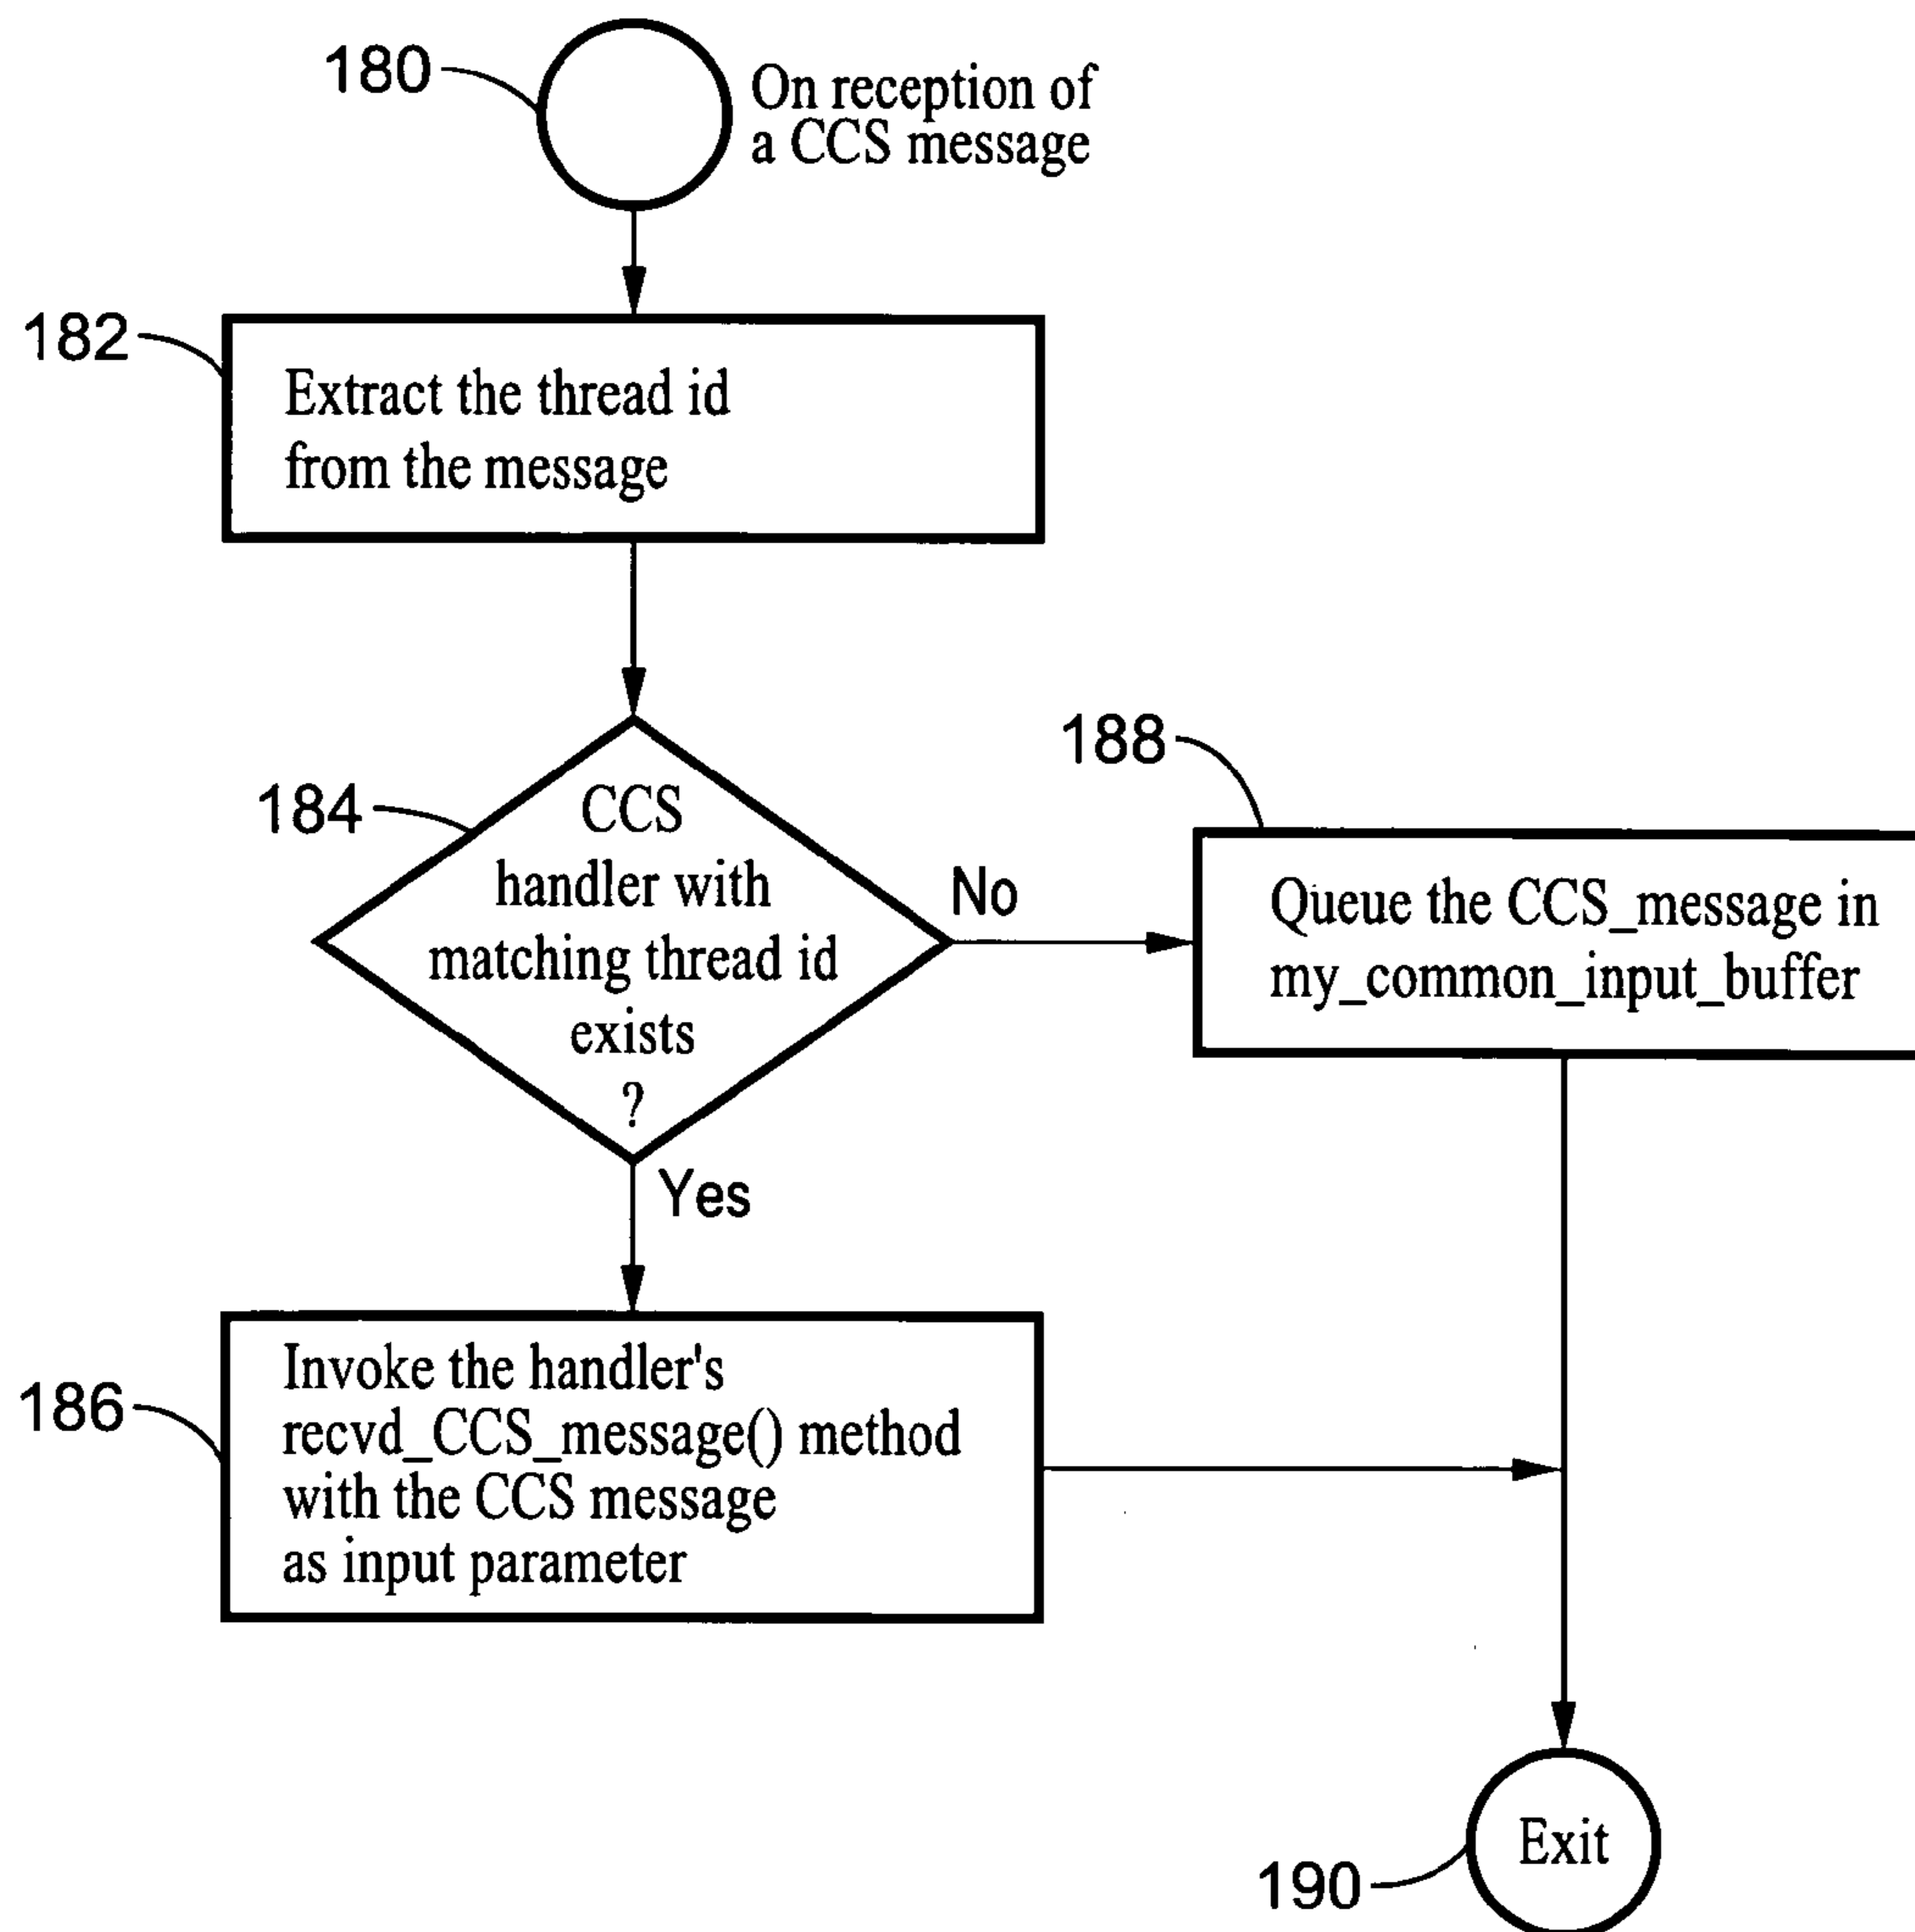 180
On reception of
a CCS message
182
Extract the thread id
from the message
184
CCS
handler with
matching thread id
exists
?
No
188
Queue the CCS_message in
my_common_input_buffer
Yes
186
Invoke the handler's
recvd_CCS_message() method
with the CCS message
as input parameter
190
Exit